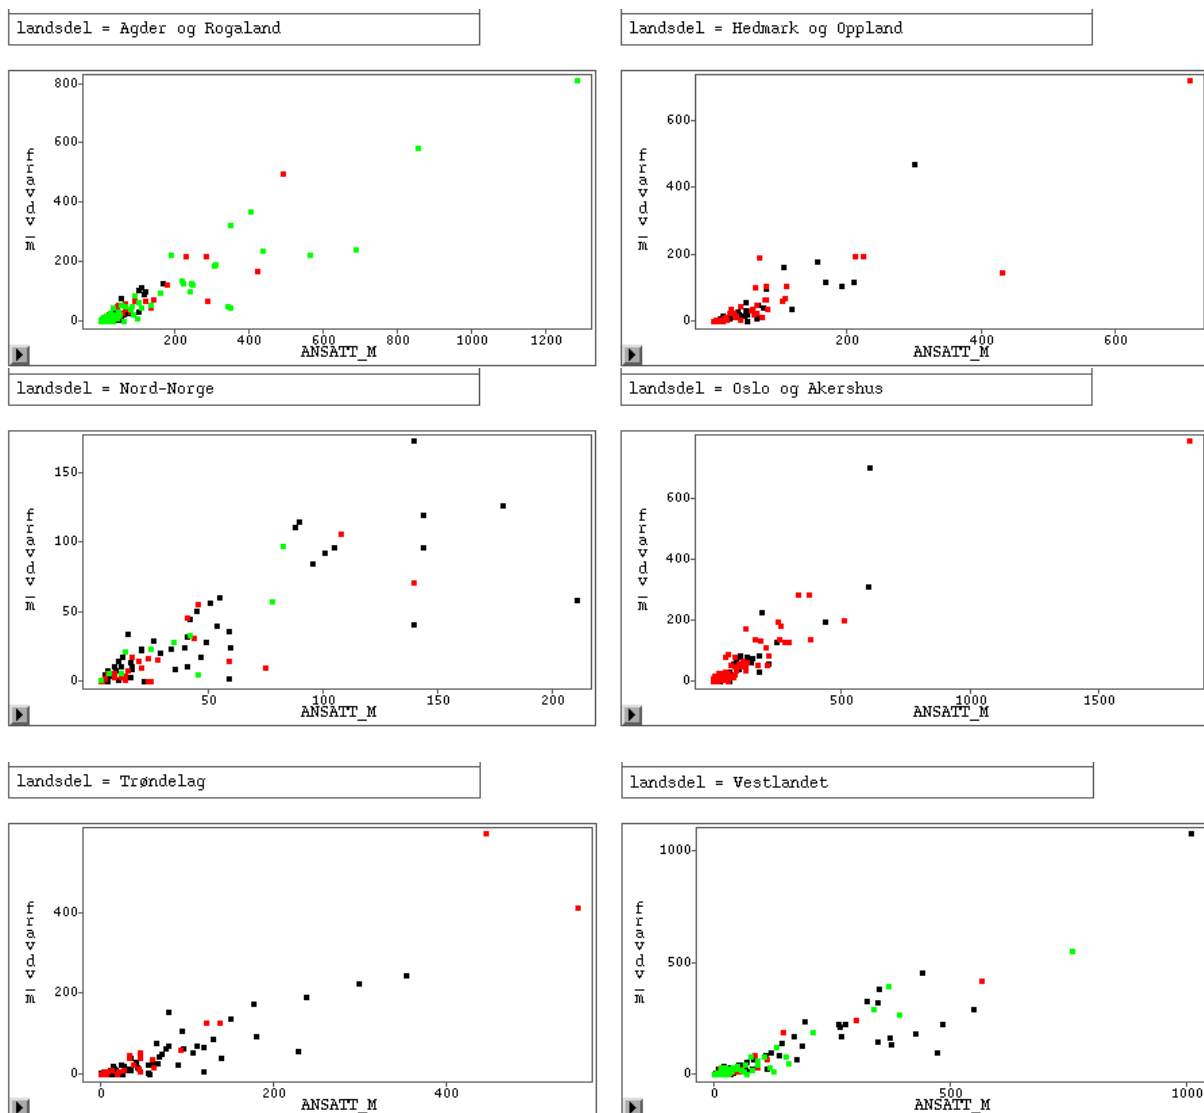 landsdel = Agder og Rogaland
800
600
400
200
0
fravdv_m
200 400 600 800 1000 1200
ANSATT_M
landsdel = Hedmark og Oppland
600
400
200
0
fravdv_m
200 400 600
ANSATT_M
landsdel = Nord-Norge
150
100
50
0
fravdv_m
50 100 150 200
ANSATT_M
landsdel = Oslo og Akershus
600
400
200
0
fravdv_m
500 1000 1500
ANSATT_M
landsdel = Trøndelag
400
200
0
fravdv_m
0 200 400
ANSATT_M
landsdel = Vestlandet
1000
500
0
fravdv_m
0 500 1000
ANSATT_M